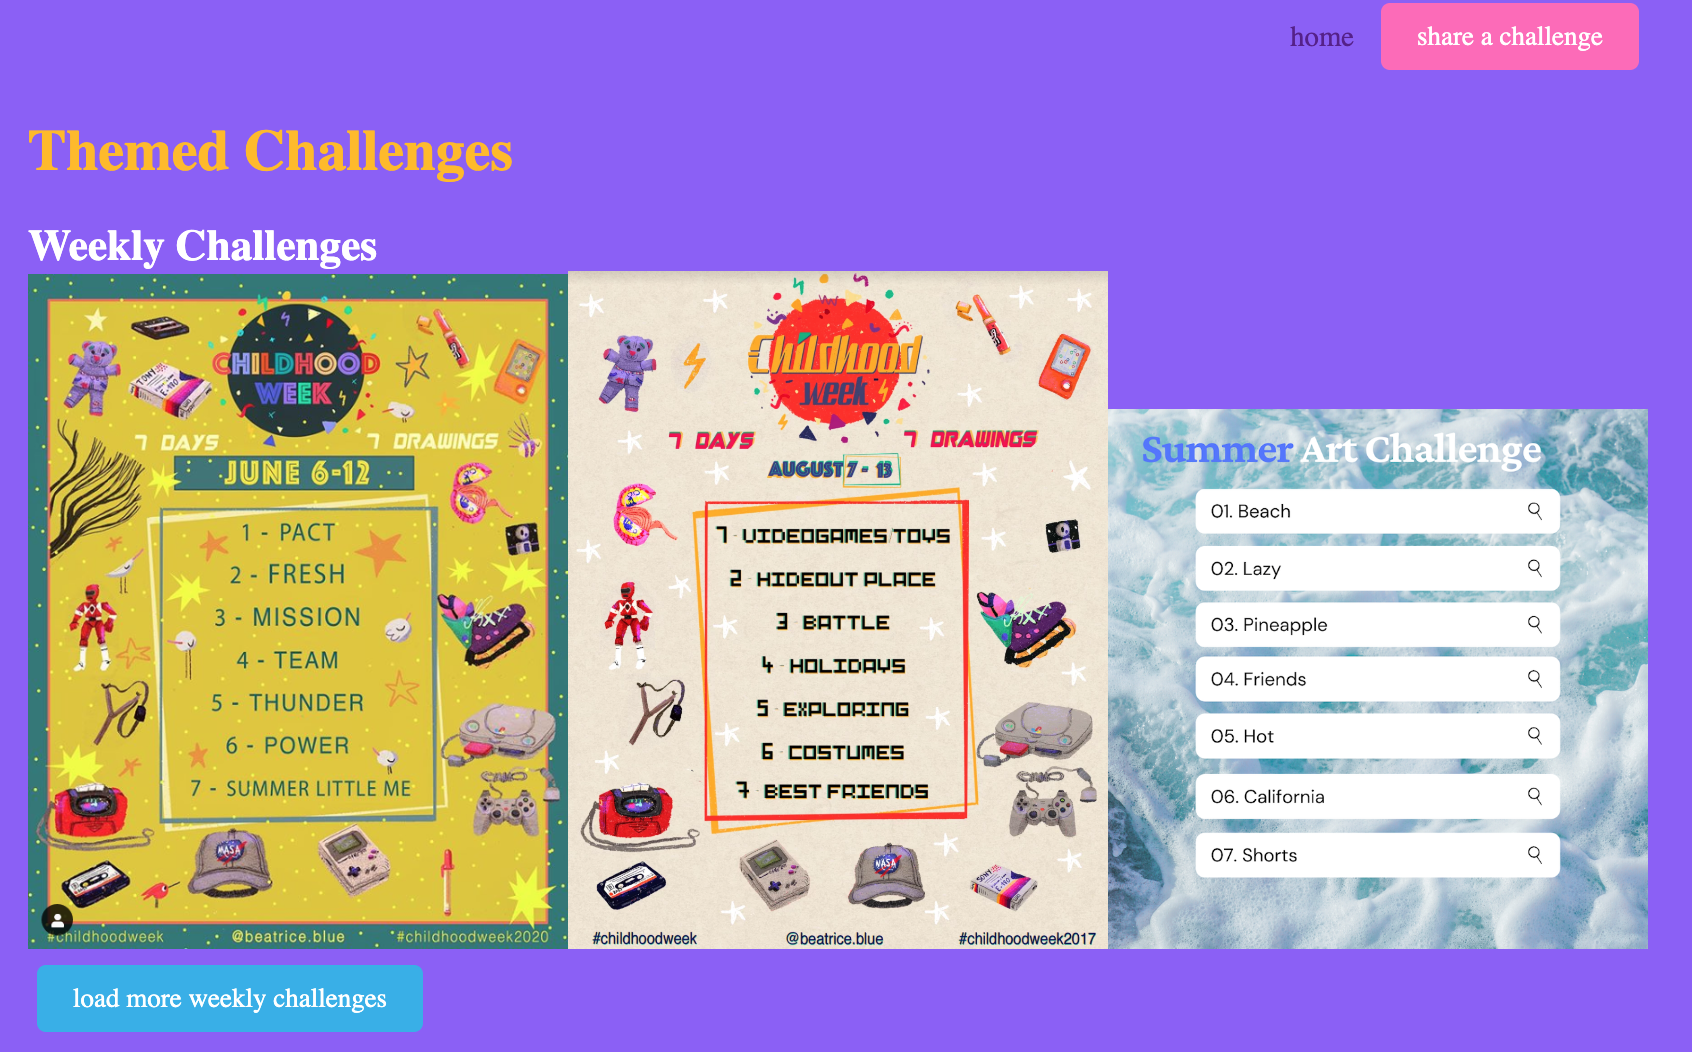 home
share a challenge
Themed Challenges
Weekly Challenges
CHILDHOOD
WEEK
7 DAYS
7 DRAWINGS
JUNE 6-12
1 - PACT
2 - FRESH
3 - MISSION
4 - TEAM
5 - THUNDER
6 - POWER
7 - SUMMER LITTLE ME
NASA
#childhoodweek
@beatrice.blue
#childhoodweek2020
Childhood
week
7 DAYS
7 DRAWINGS
AUGUST 7 - 13
1 - VIDEOGAMES/TOYS
2 - HIDEOUT PLACE
3 - BATTLE
4 - HOLIDAYS
5 - EXPLORING
6 - COSTUMES
7 - BEST FRIENDS
NASA
#childhoodweek
@beatrice.blue
#childhoodweek2017
Summer Art Challenge
01. Beach
02. Lazy
03. Pineapple
04. Friends
05. Hot
06. California
07. Shorts
load more weekly challenges